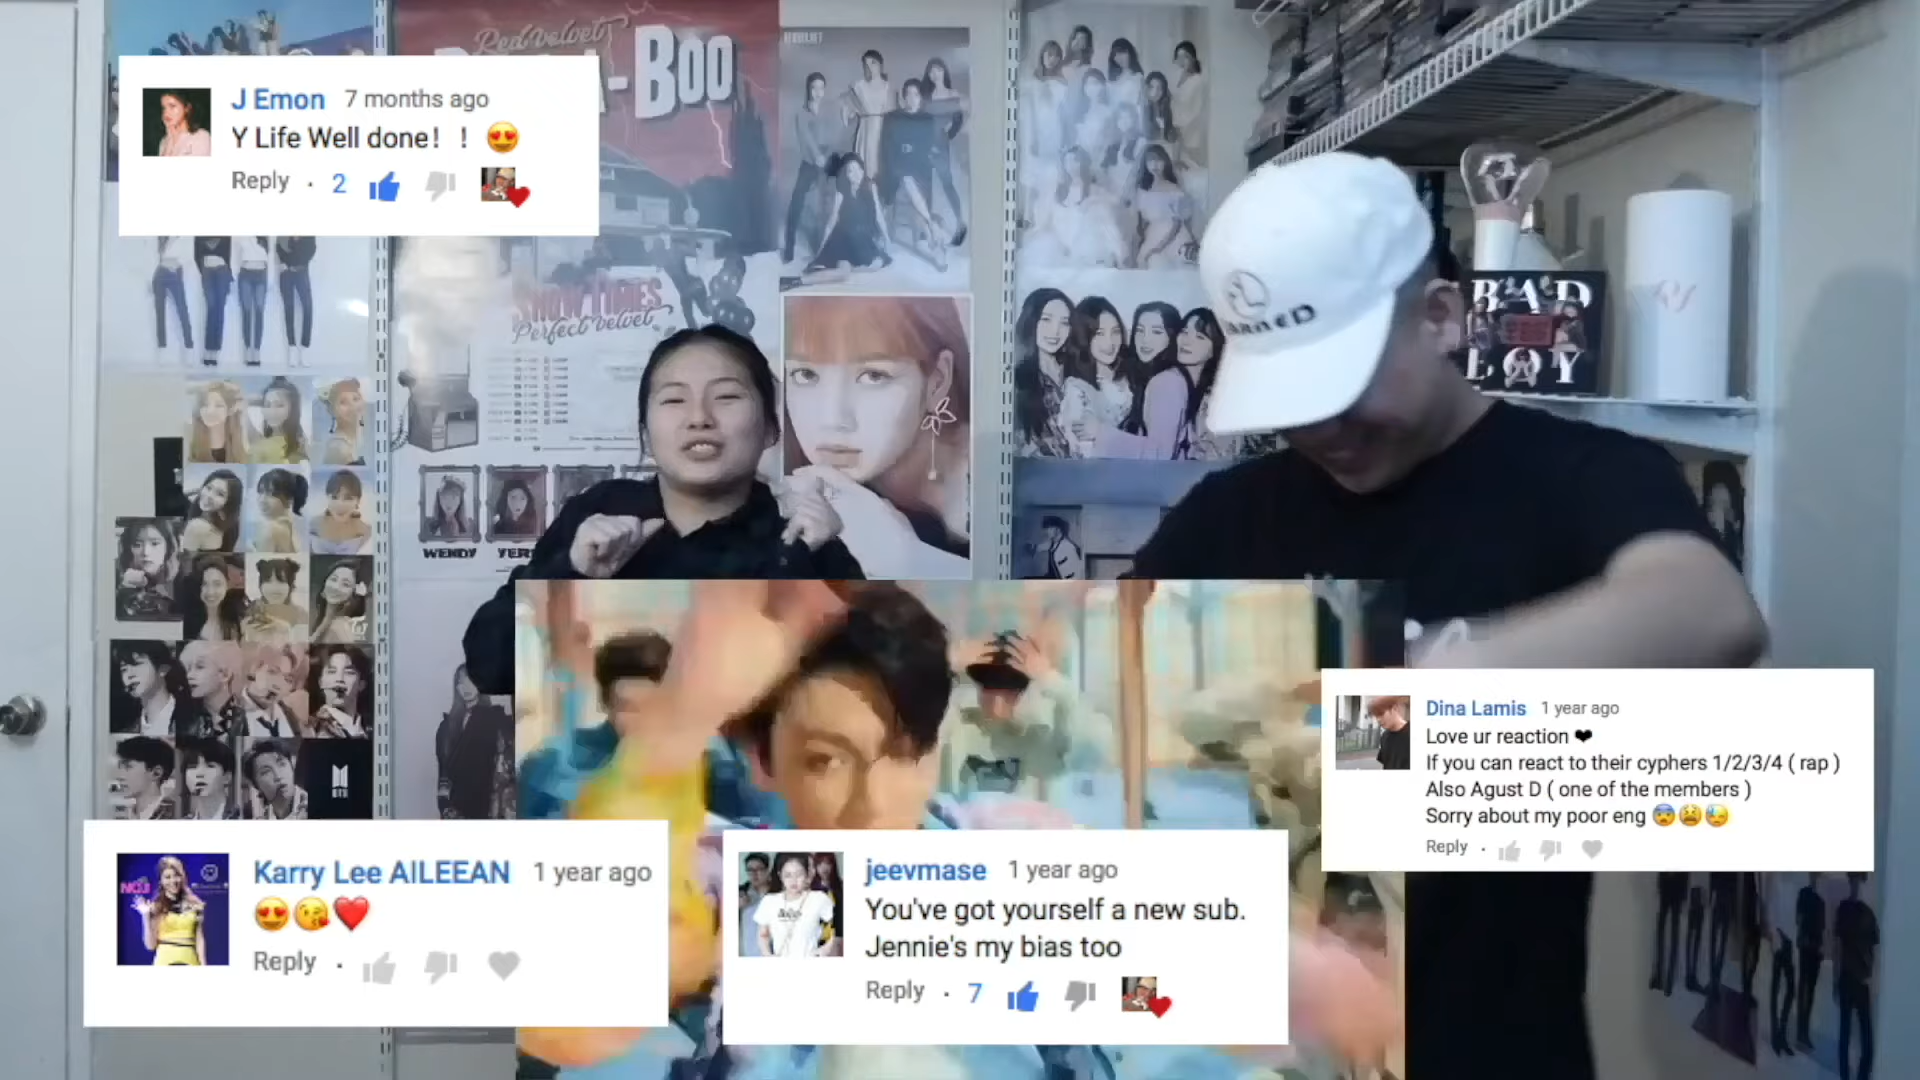 Red Velvet
-BOO
J Emon 7 months ago
Y Life Well done！！ 😍
Reply · 2
SHOWTIMES
Perfect velvet
WENDY YERI
BAD
BOY
BTS
Dina Lamis 1 year ago
Love ur reaction ❤
If you can react to their cyphers 1/2/3/4 ( rap )
Also Agust D ( one of the members )
Sorry about my poor eng 😨😫😓
Reply ·
Karry Lee AILEEAN 1 year ago
😍😘❤️
Reply ·
jeevmase 1 year ago
You've got yourself a new sub.
Jennie's my bias too
Reply · 7